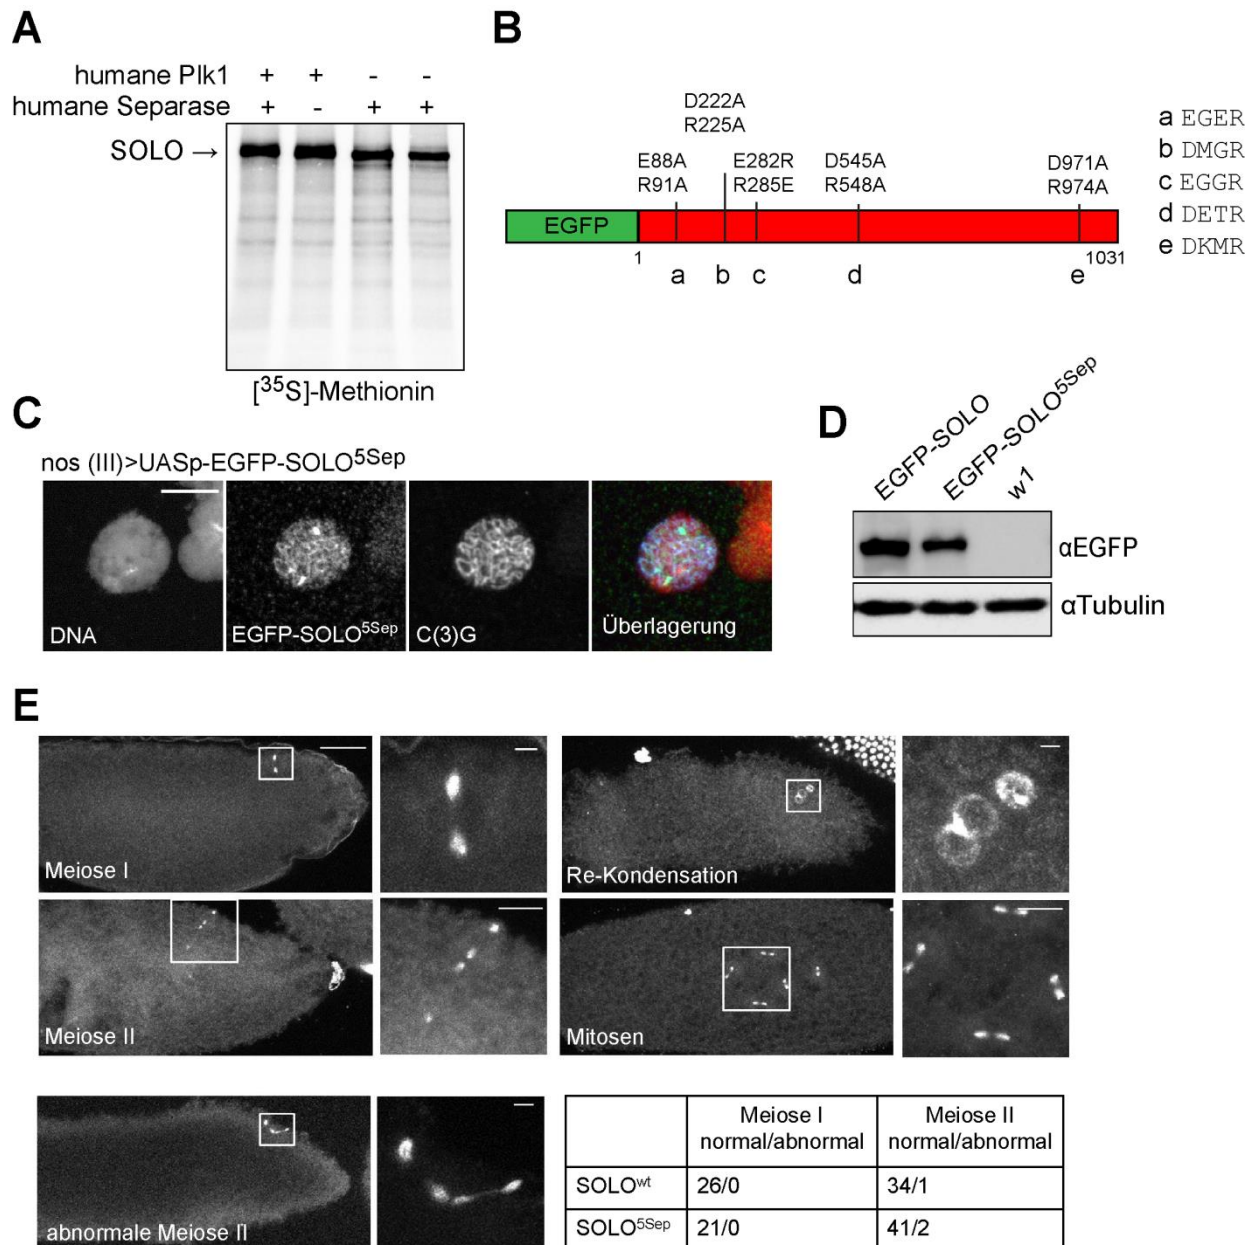 A
humane Plk1 + + - -
humane Separase + - + +
SOLO →
[³⁵S]-Methionin
B
D222A
R225A
E88A E282R D545A D971A
R91A R285E R548A R974A
EGFP
1 1031
a b c d e
a EGER
b DMGR
c EGGR
d DETR
e DKMR
C
nos (III)>UASp-EGFP-SOLO⁵ˢᵉᵖ
DNA
EGFP-SOLO⁵ˢᵉᵖ
C(3)G
Überlagerung
D
EGFP-SOLO
EGFP-SOLO⁵ˢᵉᵖ
w¹
αEGFP
αTubulin
E
Meiose I
Re-Kondensation
Meiose II
Mitosen
abnormale Meiose II
Meiose I Meiose II
normal/abnormal normal/abnormal
SOLOʷᵗ 26/0 34/1
SOLO⁵ˢᵉᵖ 21/0 41/2